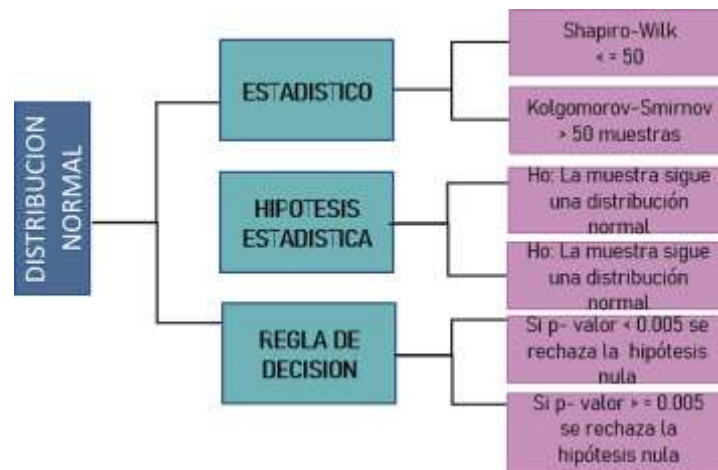 DISTRIBUCION
NORMAL
ESTADISTICO
Shapiro-Wilk
< = 50
Kolgomorov-Smirnov
> 50 muestras
HIPOTESIS
ESTADISTICA
Ho: La muestra sigue
una distribución
normal
Ho: La muestra sigue
una distribución
normal
REGLA DE
DECISION
Si p- valor < 0.005 se
rechaza la hipótesis
nula
Si p- valor > = 0.005
se rechaza la
hipótesis nula